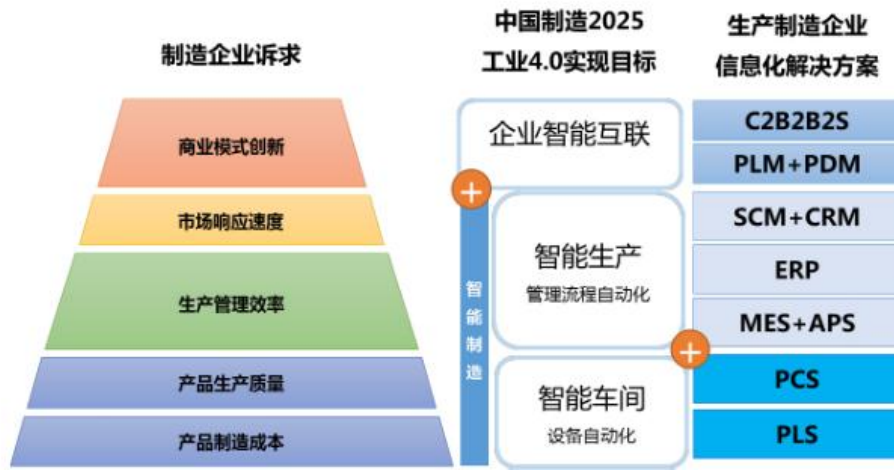 制造企业诉求
商业模式创新
市场响应速度
生产管理效率
产品生产质量
产品制造成本
中国制造2025
工业4.0实现目标
企业智能互联
智能制造
智能生产
管理流程自动化
智能车间
设备自动化
生产制造企业
信息化解决方案
C2B2B2S
PLM+PDM
SCM+CRM
ERP
MES+APS
PCS
PLS